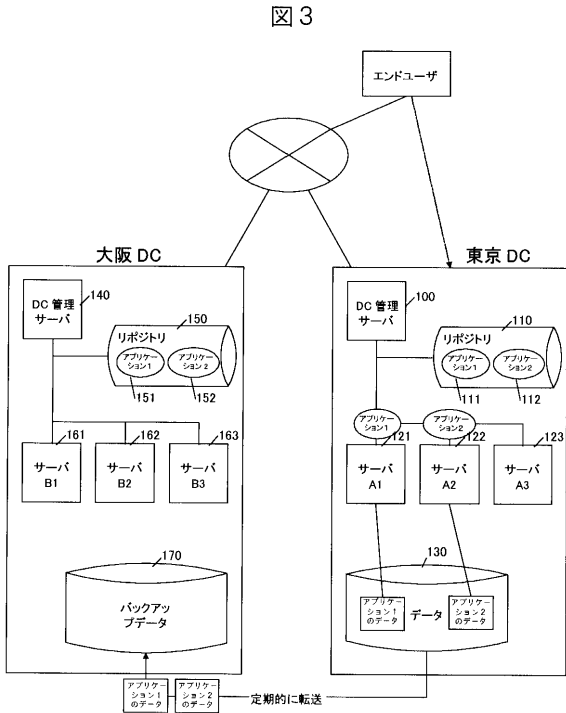 図3
エンドユーザ
大阪 DC
東京 DC
DC 管理
サーバ
140
150
リポジトリ
アプリケー
ション1
アプリケー
ション2
151
152
161
162
163
サーバ
B1
サーバ
B2
サーバ
B3
170
バックアッ
プデータ
アプリケー
ション1
のデータ
アプリケー
ション2
のデータ
定期的に転送
DC 管理
サーバ
100
110
リポジトリ
アプリケー
ション1
アプリケー
ション2
111
112
アプリケー
ション1
アプリケー
ション2
121
122
123
サーバ
A1
サーバ
A2
サーバ
A3
130
アプリケー
ション1
のデータ
データ
アプリケー
ション2
のデータ